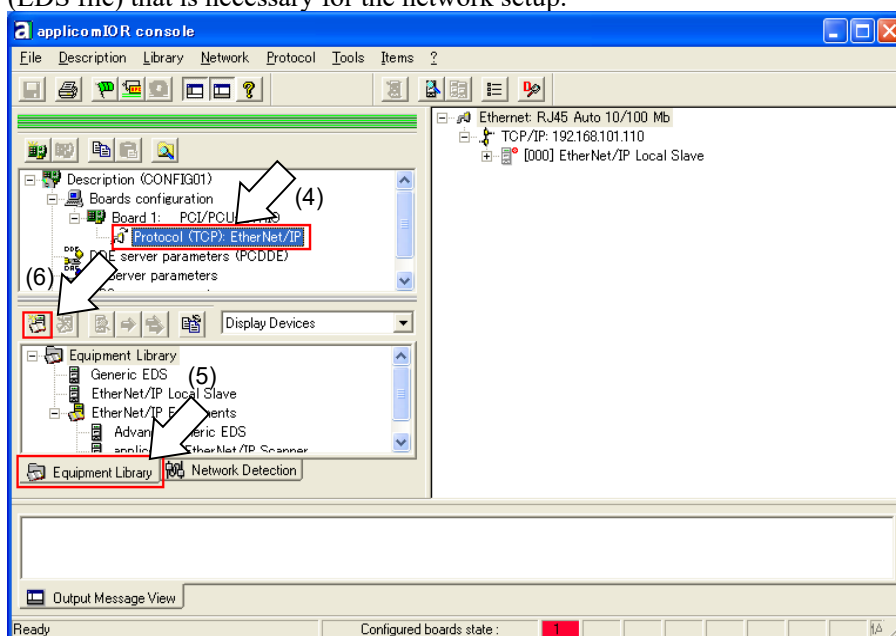 (EDS file) that is necessary for the network setup.
applicomIOR console
File Description Library Network Protocol Tools Items ?
Ethernet: RJ45 Auto 10/100 Mb
TCP/IP: 192.168.101.110
[000] EtherNet/IP Local Slave
Description (CONFIG01)
Boards configuration
(4)
Board 1:
Protocol (TCP): EtherNet/IP
DDE server parameters (PCDDE)
(6)
Server parameters
Display Devices
Equipment Library
Generic EDS
(5)
EtherNet/IP Local Slave
EtherNet/IP
EDS
EtherNet/IP Scanner
Equipment Library
Network Detection
Output Message View
Ready
Configured boards state :
1